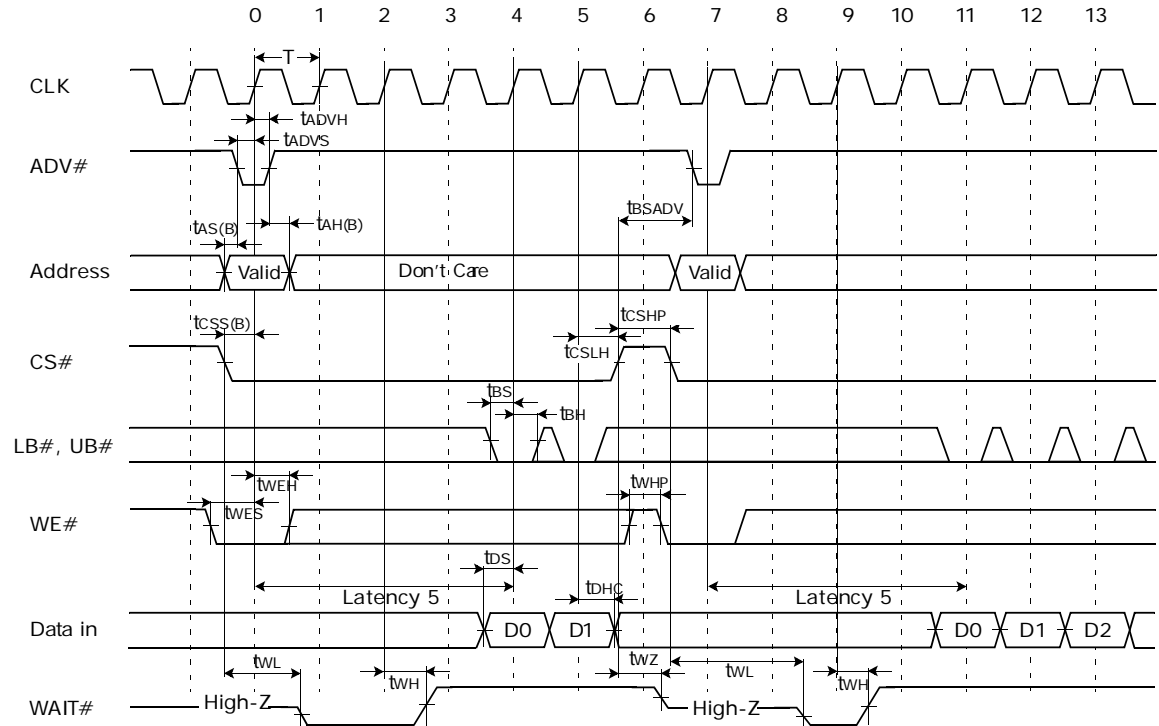 0 1 2 3 4 5 6 7 8 9 10 11 12 13
T
CLK
tADVH
tADVS
ADV#
tBSADV
tAS(B) tAH(B)
Address Valid Don't Care Valid
tCSS(B) tCSHP
CS# tCSLH
tBS
tBH
LB#, UB#
tWEH tWHP
tWES
WE#
tDS
tDHC
Latency 5 Latency 5
Data in D0 D1 D0 D1 D2
tWL tWH tWZ tWL tWH
High-Z High-Z
WAIT#